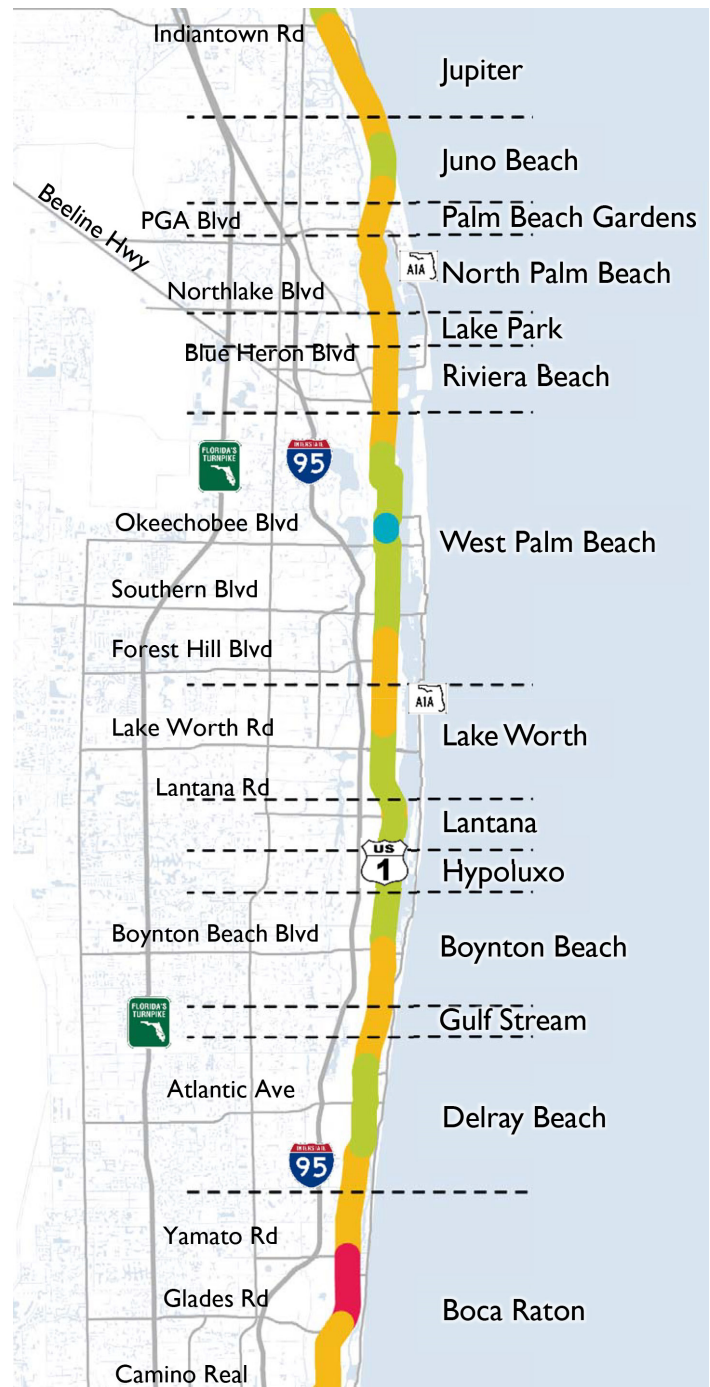 Indiantown Rd
Jupiter
Juno Beach
Beeline Hwy
PGA Blvd
Palm Beach Gardens
A1A
North Palm Beach
Northlake Blvd
Lake Park
Blue Heron Blvd
Riviera Beach
FLORIDA'S
TURNPIKE
INTERSTATE
95
Okeechobee Blvd
West Palm Beach
Southern Blvd
Forest Hill Blvd
A1A
Lake Worth Rd
Lake Worth
Lantana Rd
Lantana
US
1
Hypoluxo
Boynton Beach Blvd
Boynton Beach
FLORIDA'S
TURNPIKE
Gulf Stream
Atlantic Ave
Delray Beach
INTERSTATE
95
Yamato Rd
Glades Rd
Boca Raton
Camino Real